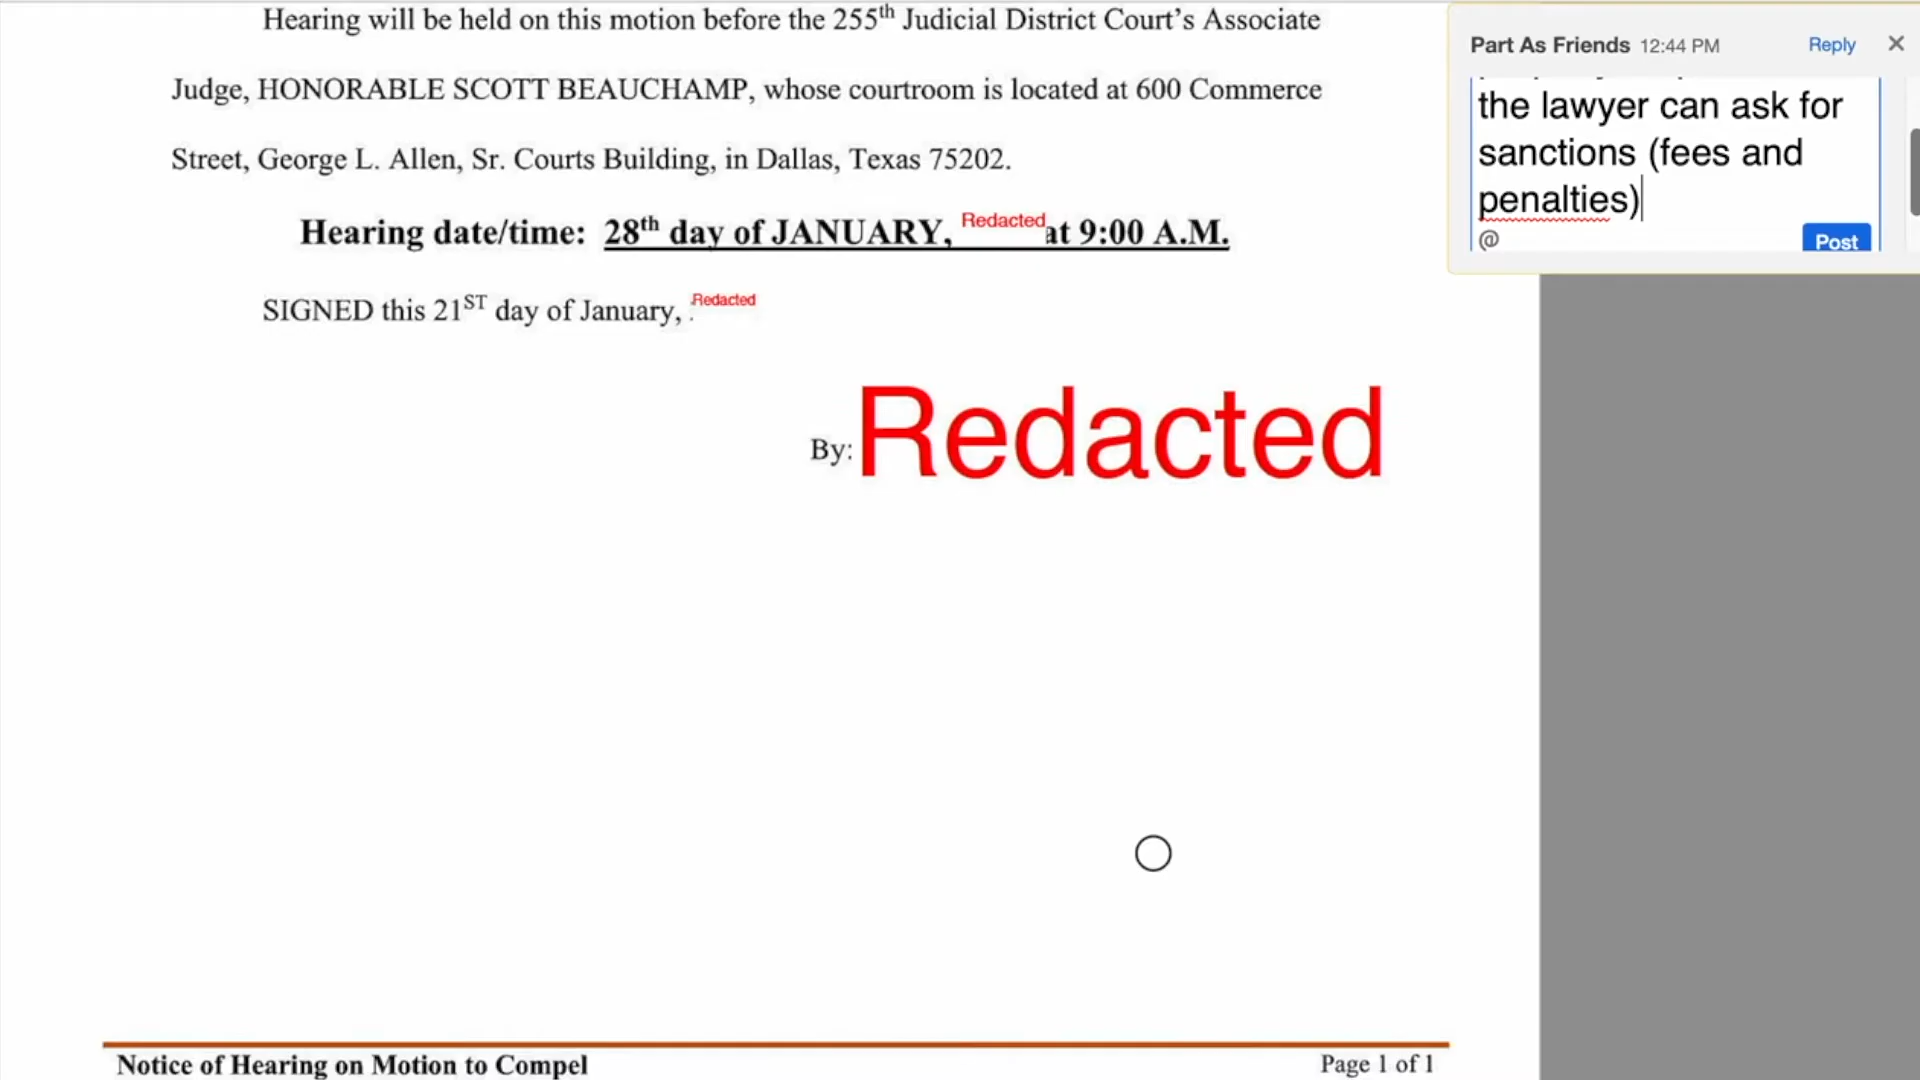 Hearing will be held on this motion before the 255th Judicial District Court's Associate
Judge, HONORABLE SCOTT BEAUCHAMP, whose courtroom is located at 600 Commerce
Street, George L. Allen, Sr. Courts Building, in Dallas, Texas 75202.
Hearing date/time: 28th day of JANUARY, Redacted at 9:00 A.M.
SIGNED this 21ST day of January, Redacted
By: Redacted
Notice of Hearing on Motion to Compel
Page 1 of 1
Part As Friends 12:44 PM Reply
the lawyer can ask for
sanctions (fees and
penalties)
@
Post